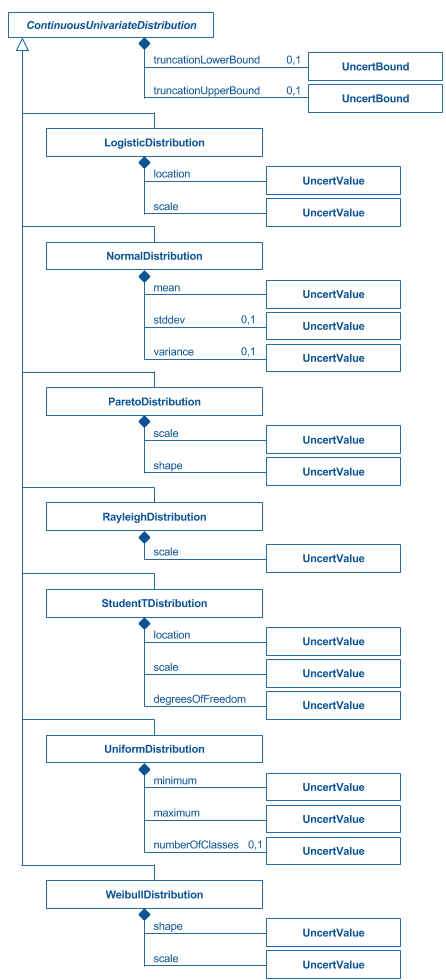 ContinuousUnivariateDistribution
truncationLowerBound 0,1 UncertBound
truncationUpperBound 0,1 UncertBound
LogisticDistribution
location UncertValue
scale UncertValue
NormalDistribution
mean UncertValue
stddev 0,1 UncertValue
variance 0,1 UncertValue
ParetoDistribution
scale UncertValue
shape UncertValue
RayleighDistribution
scale UncertValue
StudentTDistribution
location UncertValue
scale UncertValue
degreesOfFreedom UncertValue
UniformDistribution
minimum UncertValue
maximum UncertValue
numberOfClasses 0,1 UncertValue
WeibullDistribution
shape UncertValue
scale UncertValue